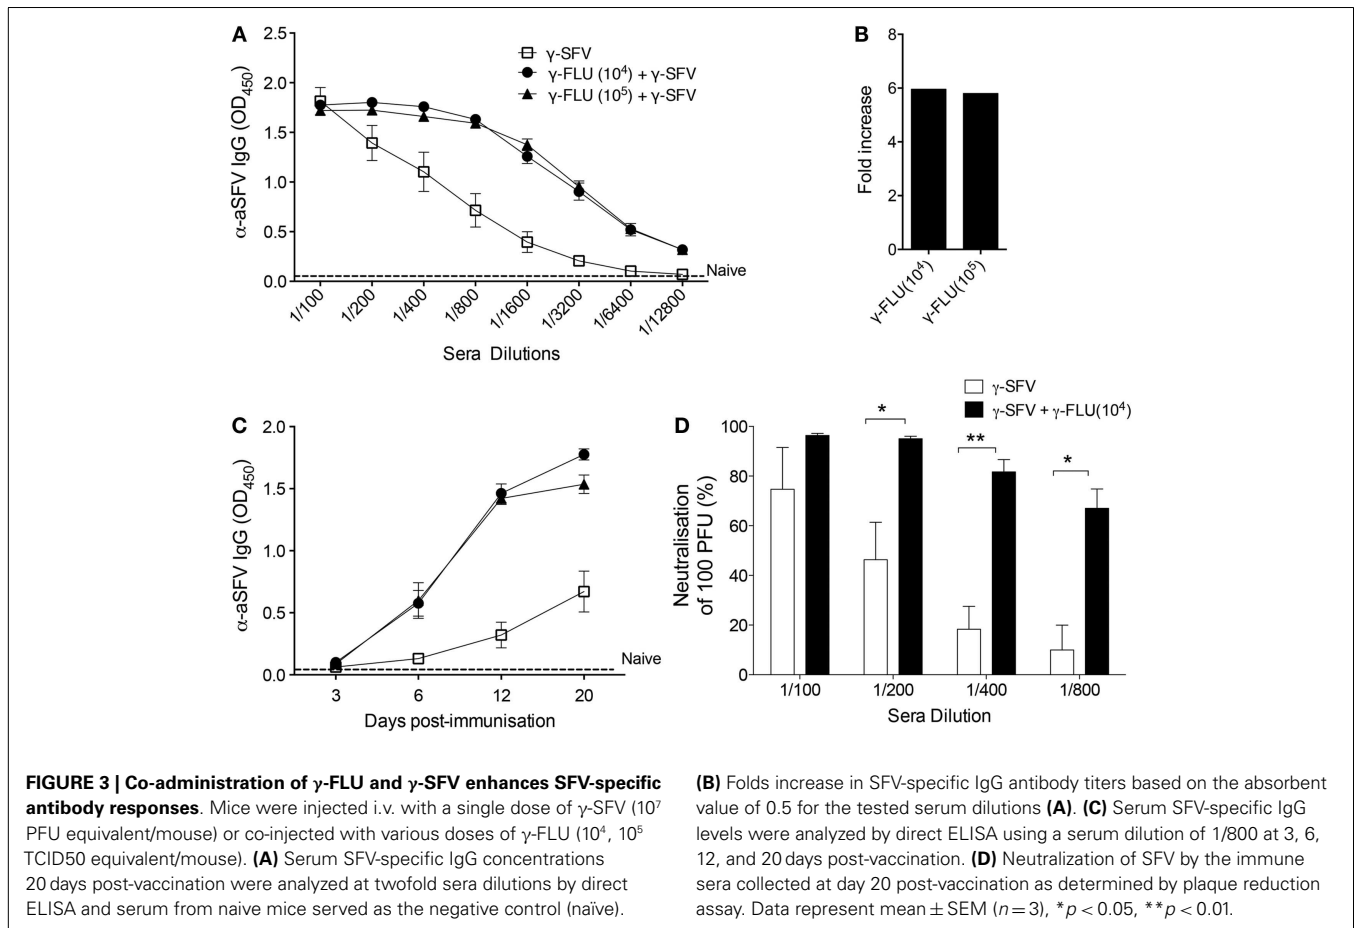 A
2.5
2.0
1.5
1.0
0.5
0.0
α-aSFV IgG (OD450)
γ-SFV
γ-FLU (10⁴) + γ-SFV
γ-FLU (10⁵) + γ-SFV
Naive
1/100
1/200
1/400
1/800
1/1600
1/3200
1/6400
1/12800
Sera Dilutions
B
8
6
4
2
0
Fold increase
γ-FLU(10⁴)
γ-FLU(10⁵)
C
2.0
1.5
1.0
0.5
0.0
α-aSFV IgG (OD450)
Naive
3 6 12 20
Days post-immunisation
D
γ-SFV
γ-SFV + γ-FLU(10⁴)
100
80
60
40
20
0
Neutralisation
of 100 PFU (%)
*
**
*
1/100 1/200 1/400 1/800
Sera Dilution
FIGURE 3 | Co-administration of γ-FLU and γ-SFV enhances SFV-specific
antibody responses. Mice were injected i.v. with a single dose of γ-SFV (10⁷
PFU equivalent/mouse) or co-injected with various doses of γ-FLU (10⁴, 10⁵
TCID50 equivalent/mouse). (A) Serum SFV-specific IgG concentrations
20 days post-vaccination were analyzed at twofold sera dilutions by direct
ELISA and serum from naive mice served as the negative control (naïve).
(B) Folds increase in SFV-specific IgG antibody titers based on the absorbent
value of 0.5 for the tested serum dilutions (A). (C) Serum SFV-specific IgG
levels were analyzed by direct ELISA using a serum dilution of 1/800 at 3, 6,
12, and 20 days post-vaccination. (D) Neutralization of SFV by the immune
sera collected at day 20 post-vaccination as determined by plaque reduction
assay. Data represent mean ± SEM (n = 3), *p < 0.05, **p < 0.01.